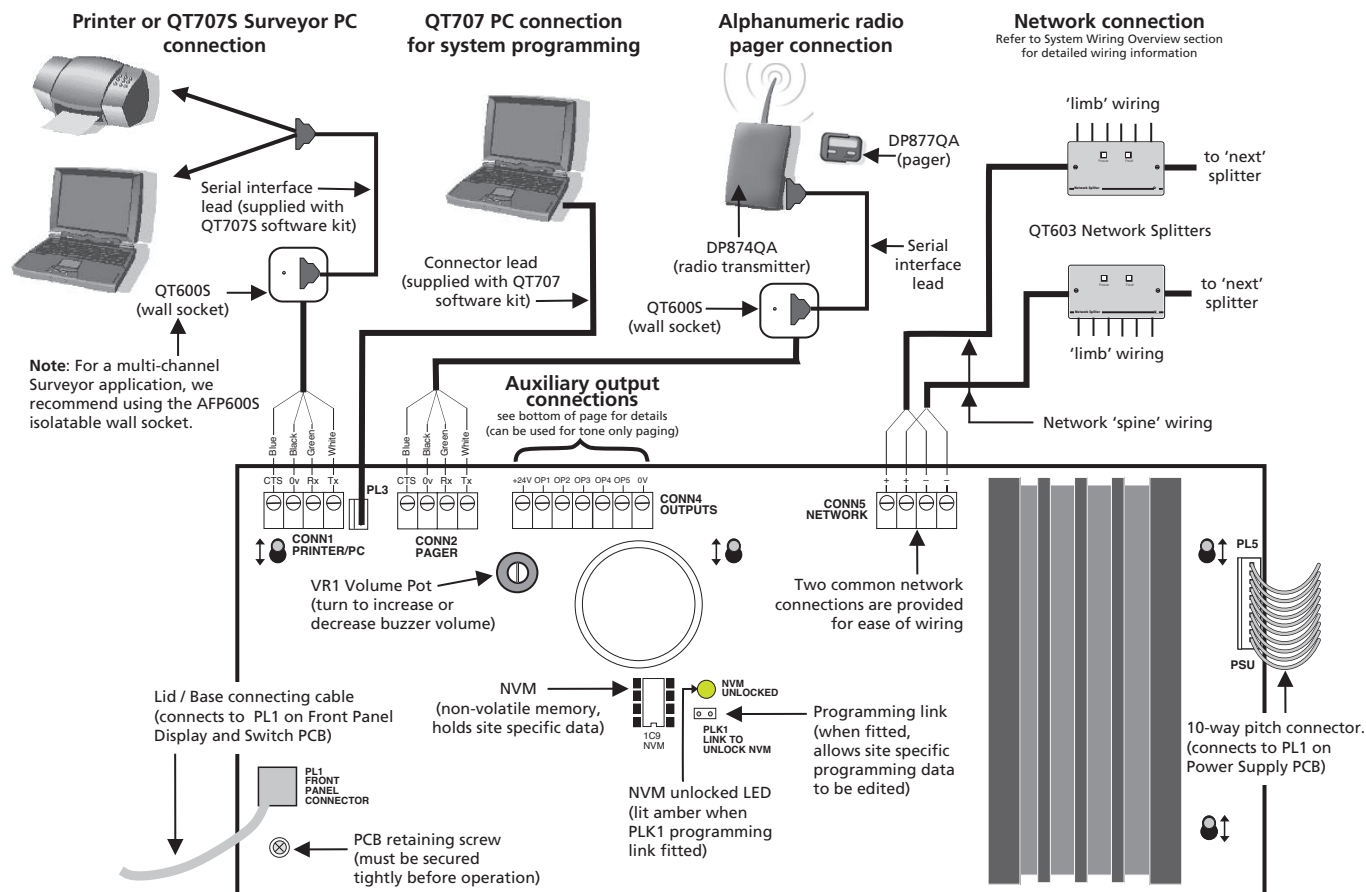 Printer or QT707S Surveyor PC
connection
QT707 PC connection
for system programming
Alphanumeric radio
pager connection
Network connection
Refer to System Wiring Overview section
for detailed wiring information
'limb' wiring
to 'next'
splitter
DP877QA
(pager)
Serial interface
lead (supplied with
QT707S software kit)
QT603 Network Splitters
DP874QA
(radio transmitter)
Serial
interface
lead
Connector lead
(supplied with QT707
software kit)
QT600S
(wall socket)
QT600S
(wall socket)
to 'next'
splitter
'limb' wiring
Note: For a multi-channel
Surveyor application, we
recommend using the AFP600S
isolatable wall socket.
Auxiliary output
connections
see bottom of page for details
(can be used for tone only paging)
Network 'spine' wiring
Blue Black Green White
CTS 0v Rx Tx
PL3
Blue Black Green White
CTS 0v Rx Tx
+24V OP1 OP2 OP3 OP4 OP5 0V
CONN4
OUTPUTS
+ + – –
CONN5
NETWORK
CONN1
PRINTER/PC
CONN2
PAGER
PL5
VR1 Volume Pot
(turn to increase or
decrease buzzer volume)
Two common network
connections are provided
for ease of wiring
PSU
Lid / Base connecting cable
(connects to PL1 on Front Panel
Display and Switch PCB)
NVM
(non-volatile memory,
holds site specific data)
1C9
NVM
NVM
UNLOCKED
PLK1
LINK TO
UNLOCK NVM
Programming link
(when fitted,
allows site specific
programming data
to be edited)
10-way pitch connector.
(connects to PL1 on
Power Supply PCB)
PL1
FRONT
PANEL
CONNECTOR
NVM unlocked LED
(lit amber when
PLK1 programming
link fitted)
PCB retaining screw
(must be secured
tightly before operation)